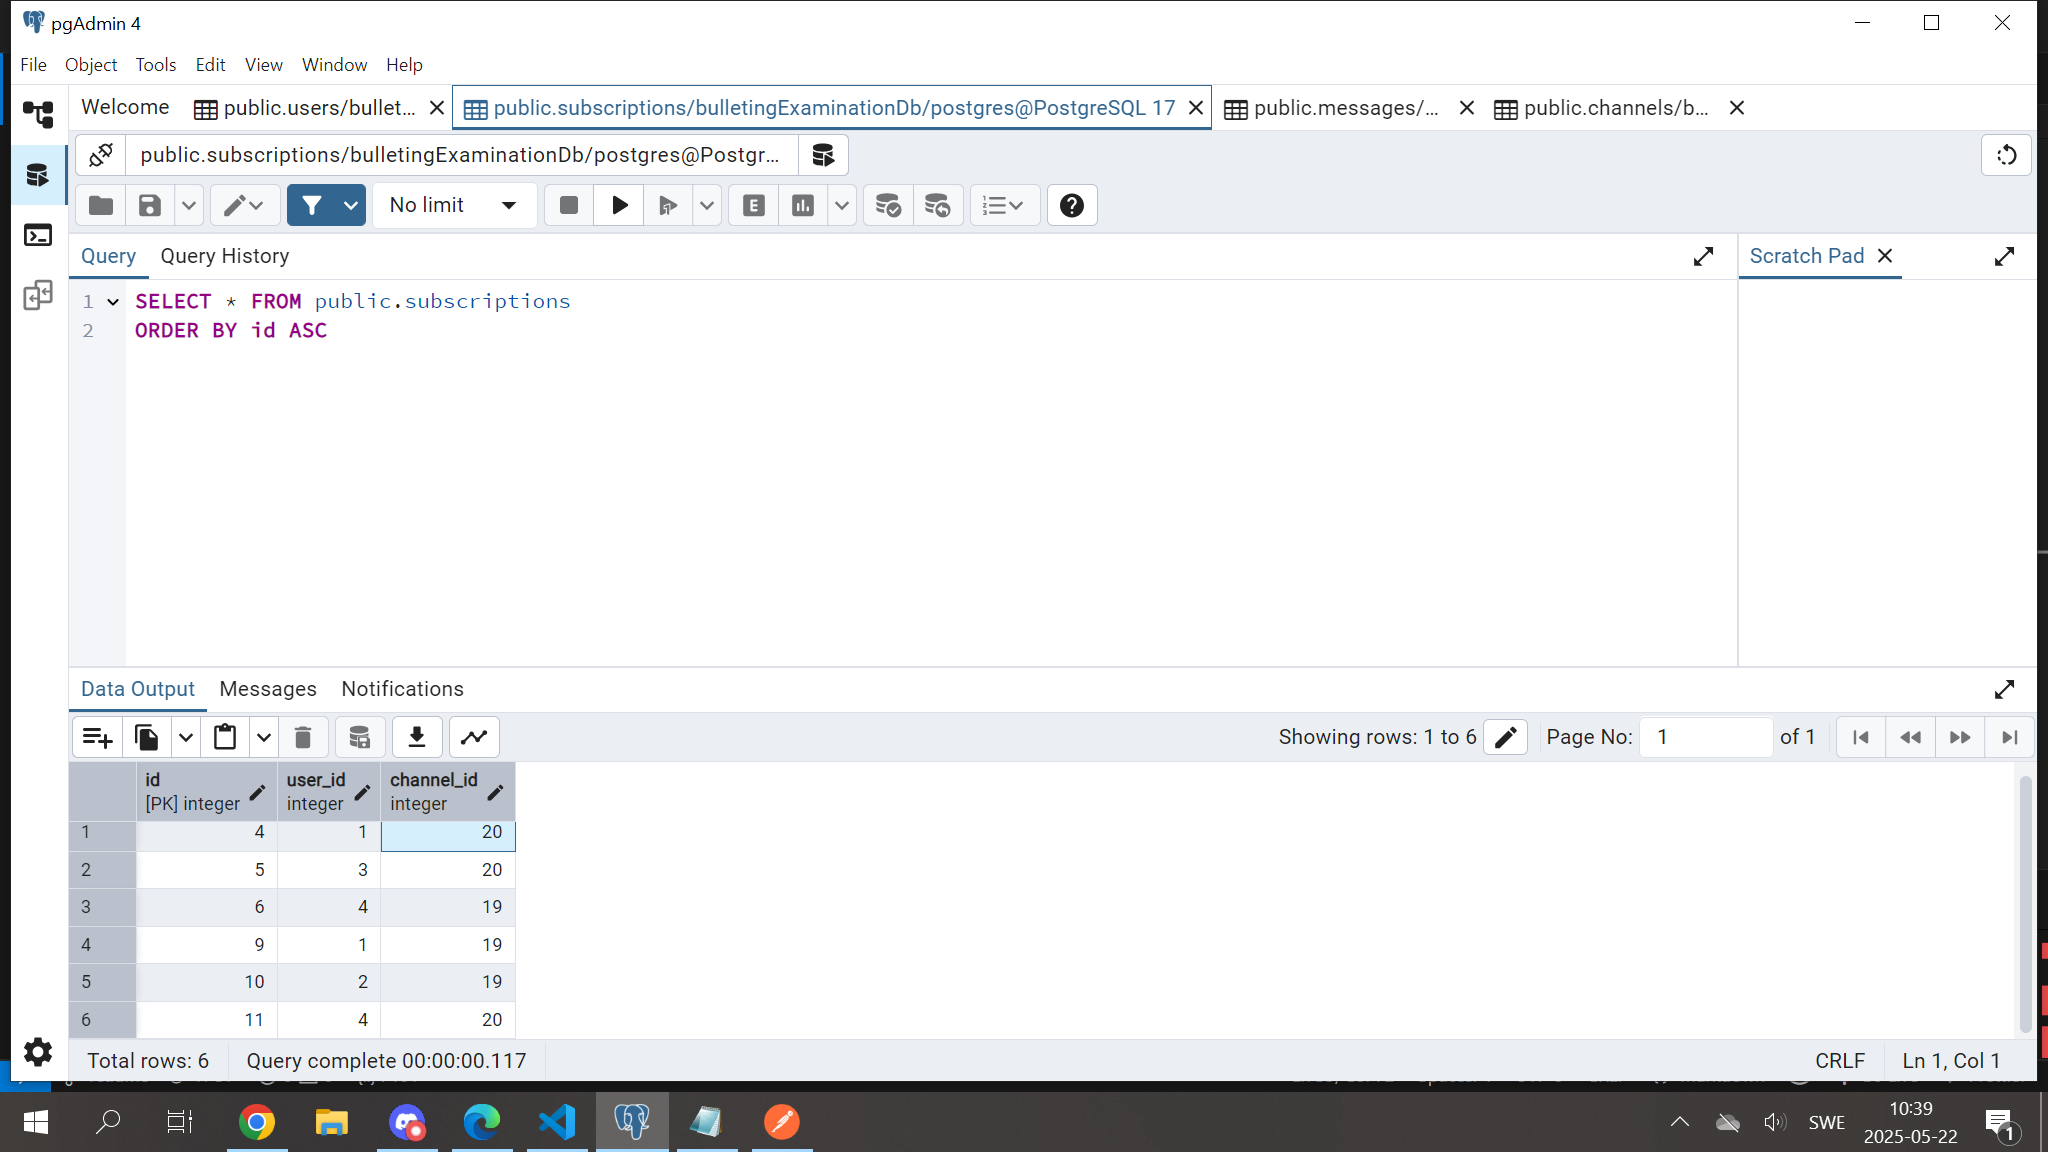 pgAdmin 4
File Edit View Window Help
File Object Tools Edit View Window Help
Welcome public.users/bullet... public.subscriptions/bulletingExaminationDb/postgres@PostgreSQL 17 public.messages/... public.channels/b...
public.subscriptions/bulletingExaminationDb/postgres@Postgr...
No limit E
Query Query History Scratch Pad
1 SELECT * FROM public.subscriptions
2 ORDER BY id ASC
Data Output Messages Notifications
Showing rows: 1 to 6 Page No: 1 of 1
id user_id channel_id
[PK] integer integer integer
1 4 1 20
2 5 3 20
3 6 4 19
4 9 1 19
5 10 2 19
6 11 4 20
Total rows: 6 Query complete 00:00:00.117 CRLF Ln 1, Col 1
SWE 10:39
2025-05-22 1